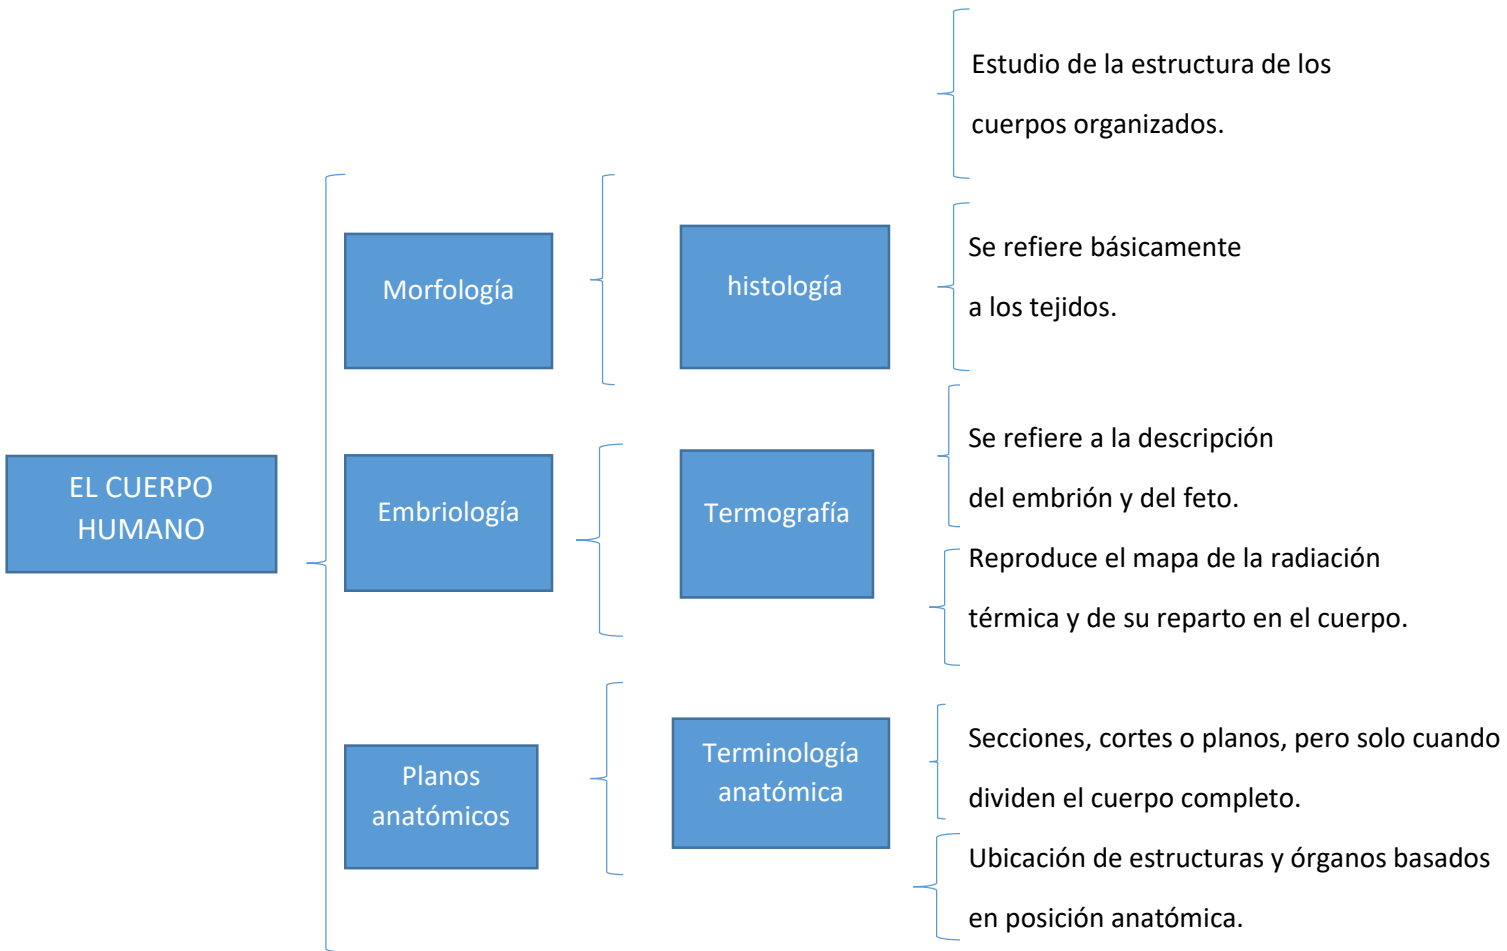 EL CUERPO
HUMANO
Morfología
histología
Estudio de la estructura de los
cuerpos organizados.
Se refiere básicamente
a los tejidos.
Embriología
Termografía
Se refiere a la descripción
del embrión y del feto.
Reproduce el mapa de la radiación
térmica y de su reparto en el cuerpo.
Planos
anatómicos
Terminología
anatómica
Secciones, cortes o planos, pero solo cuando
dividen el cuerpo completo.
Ubicación de estructuras y órganos basados
en posición anatómica.